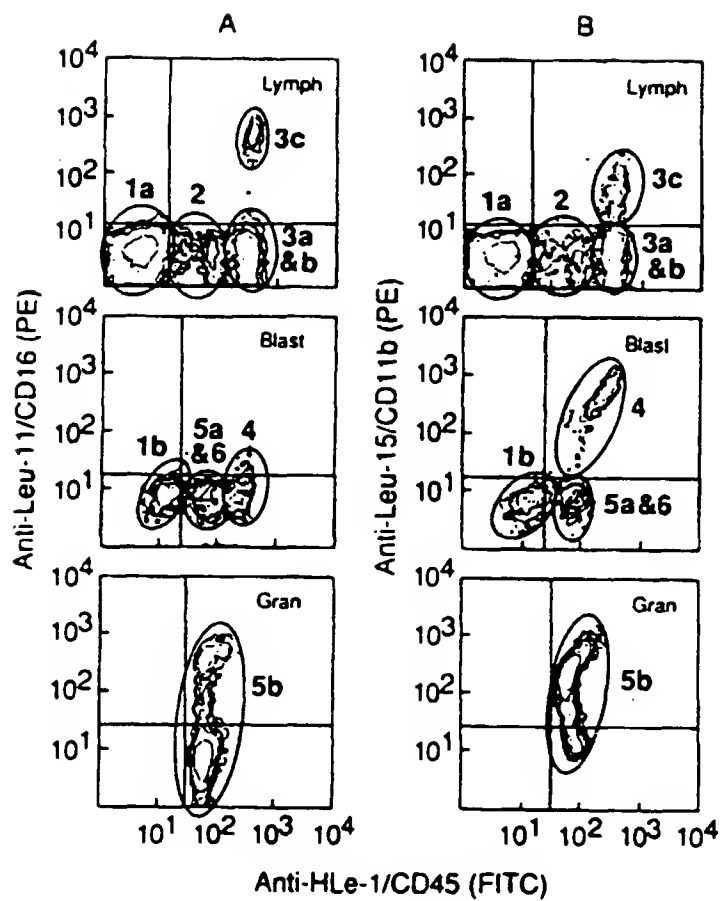 A
B
Anti-Leu-11/CD16 (PE)
10⁴
10³
10²
10¹
Lymph
1a
2
3c
3a
&b
10⁴
10³
10²
10¹
Blast
1b
5a
&6
4
10⁴
10³
10²
10¹
Gran
5b
10¹
10²
10³
10⁴
Anti-Leu-15/CD11b (PE)
10⁴
10³
10²
10¹
Lymph
1a
2
3c
3a
&b
10⁴
10³
10²
10¹
Blast
1b
4
5a&6
10⁴
10³
10²
10¹
Gran
5b
10¹
10²
10³
10⁴
Anti-HLe-1/CD45 (FITC)